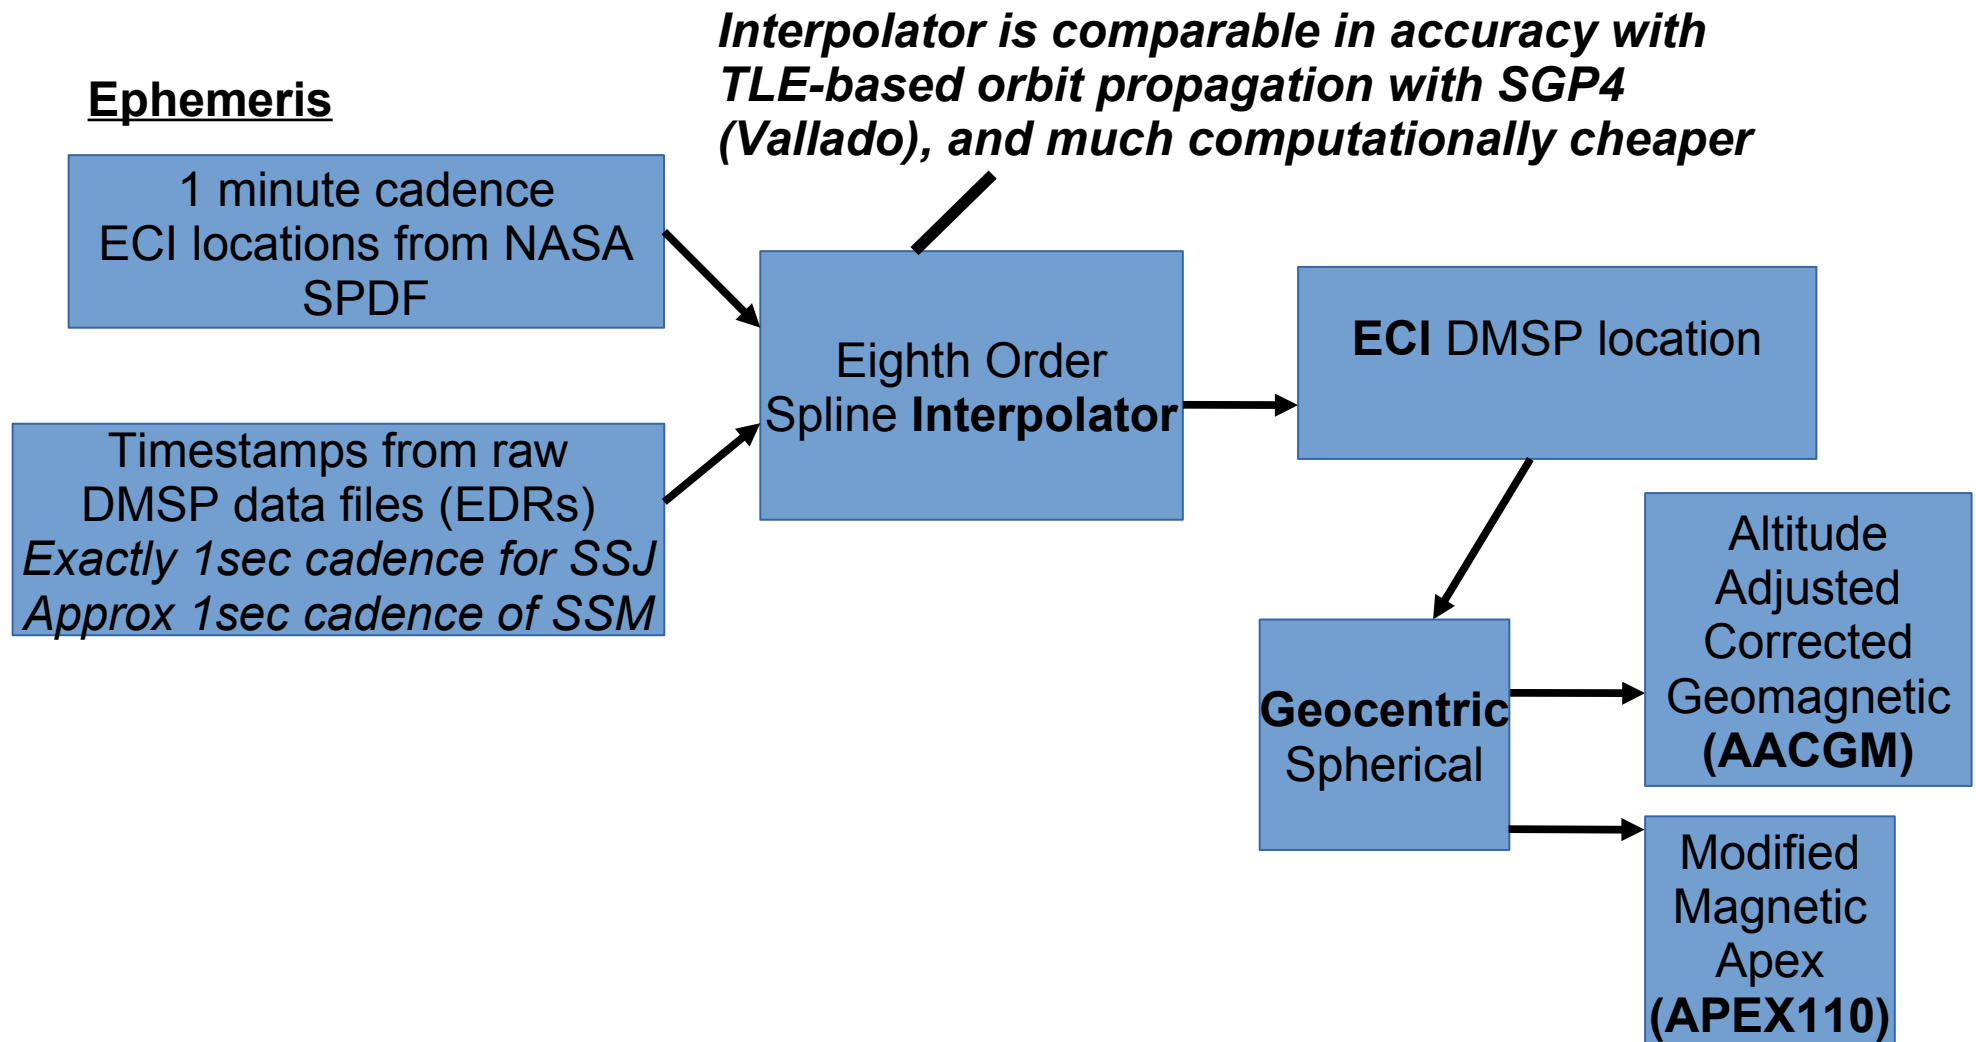 Interpolator is comparable in accuracy with
TLE-based orbit propagation with SGP4
(Vallado), and much computationally cheaper
Ephemeris
1 minute cadence
ECI locations from NASA
SPDF
Timestamps from raw
DMSP data files (EDRs)
Exactly 1sec cadence for SSJ
Approx 1sec cadence of SSM
Eighth Order
Spline Interpolator
ECI DMSP location
Geocentric
Spherical
Altitude
Adjusted
Corrected
Geomagnetic
(AACGM)
Modified
Magnetic
Apex
(APEX110)